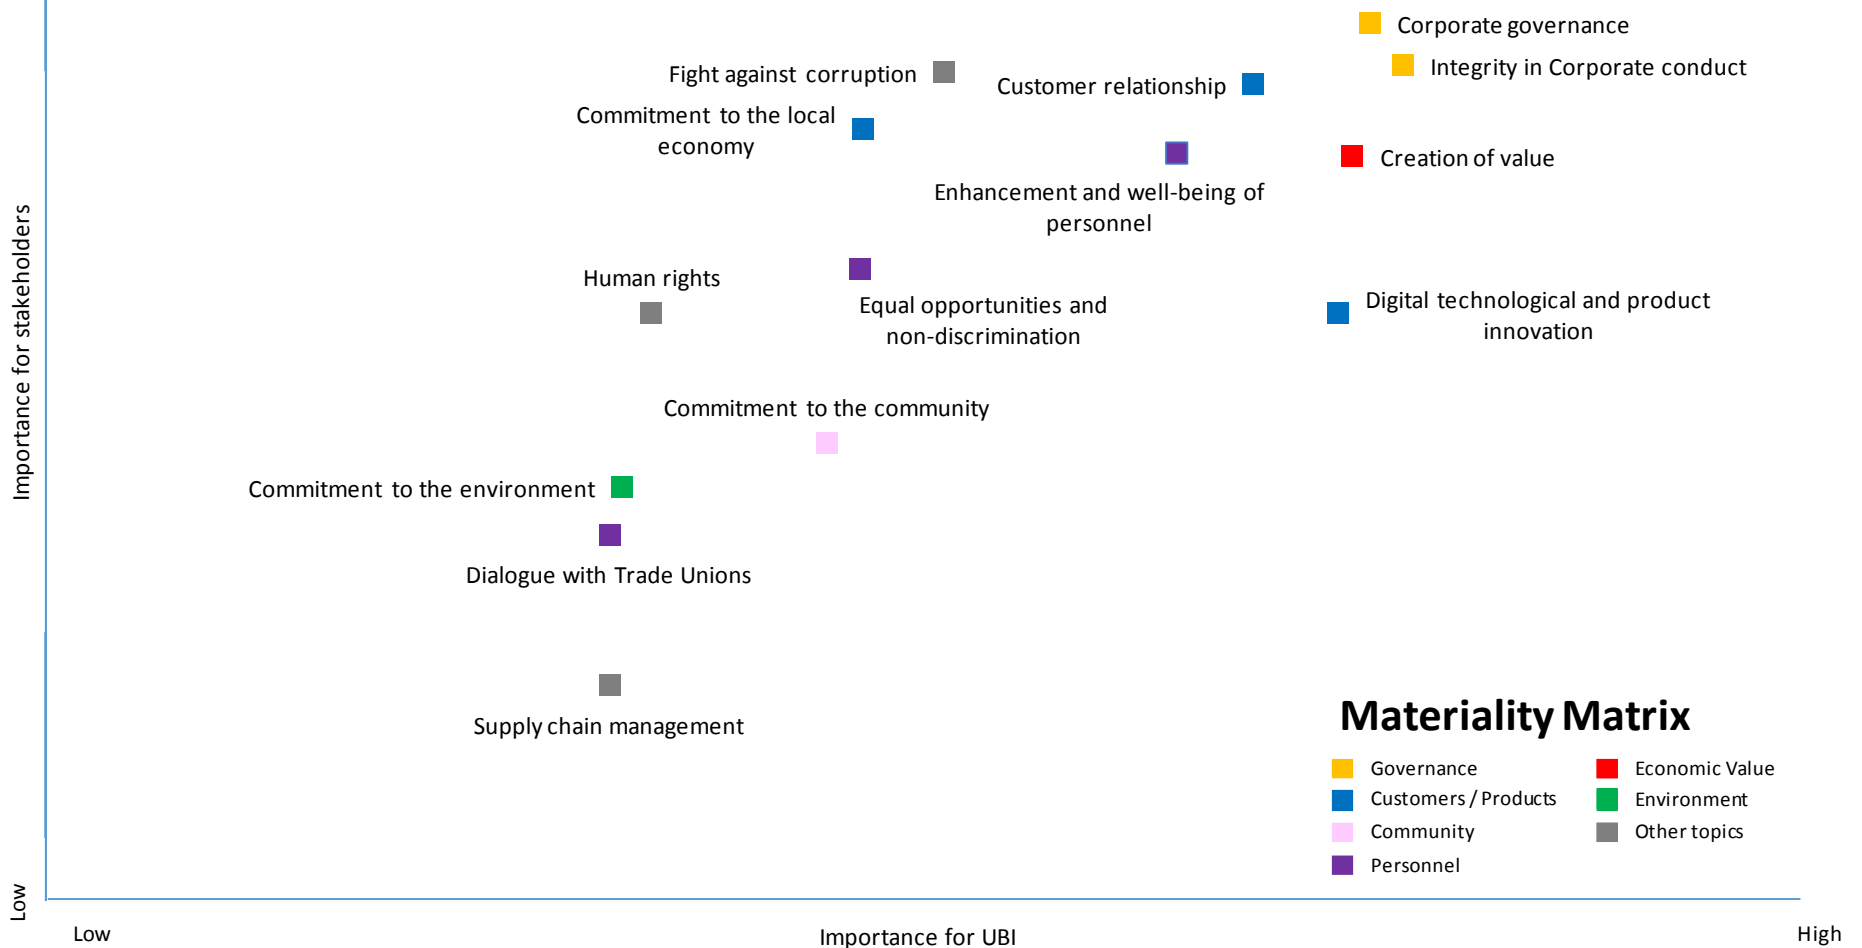 Corporate governance
Integrity in Corporate conduct
Fight against corruption
Customer relationship
Commitment to the local
economy
Creation of value
Enhancement and well-being of
personnel
Human rights
Equal opportunities and
non-discrimination
Digital technological and product
innovation
Importance for stakeholders
Commitment to the community
Commitment to the environment
Dialogue with Trade Unions
Supply chain management
Materiality Matrix
Governance
Economic Value
Customers / Products
Environment
Community
Other topics
Personnel
Low
Low
Importance for UBI
High